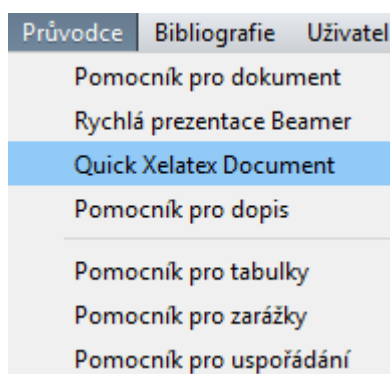 Průvodce Bibliografie Uživatel
Pomocník pro dokument
Rychlá prezentace Beamer
Quick Xelatex Document
Pomocník pro dopis
Pomocník pro tabulky
Pomocník pro zarážky
Pomocník pro uspořádání